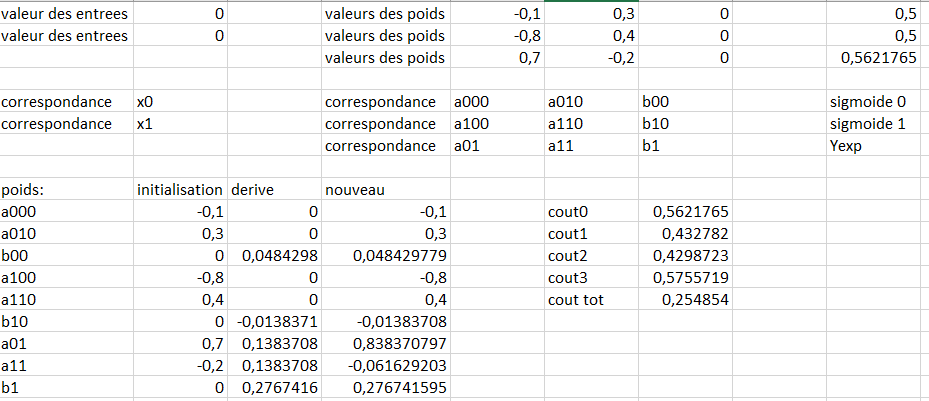 valeur des entrees 0 valeurs des poids -0,1 0,3 0 0,5
valeur des entrees 0 valeurs des poids -0,8 0,4 0 0,5
valeurs des poids 0,7 -0,2 0 0,5621765
correspondance x0 correspondance a000 a010 b00 sigmoide 0
correspondance x1 correspondance a100 a110 b10 sigmoide 1
correspondance a01 a11 b1 Yexp
poids: initialisation derive nouveau
a000 -0,1 0 -0,1 cout0 0,5621765
a010 0,3 0 0,3 cout1 0,432782
b00 0 0,0484298 0,048429779 cout2 0,4298723
a100 -0,8 0 -0,8 cout3 0,5755719
a110 0,4 0 0,4 cout tot 0,254854
b10 0 -0,0138371 -0,01383708
a01 0,7 0,1383708 0,838370797
a11 -0,2 0,1383708 -0,061629203
b1 0 0,2767416 0,276741595